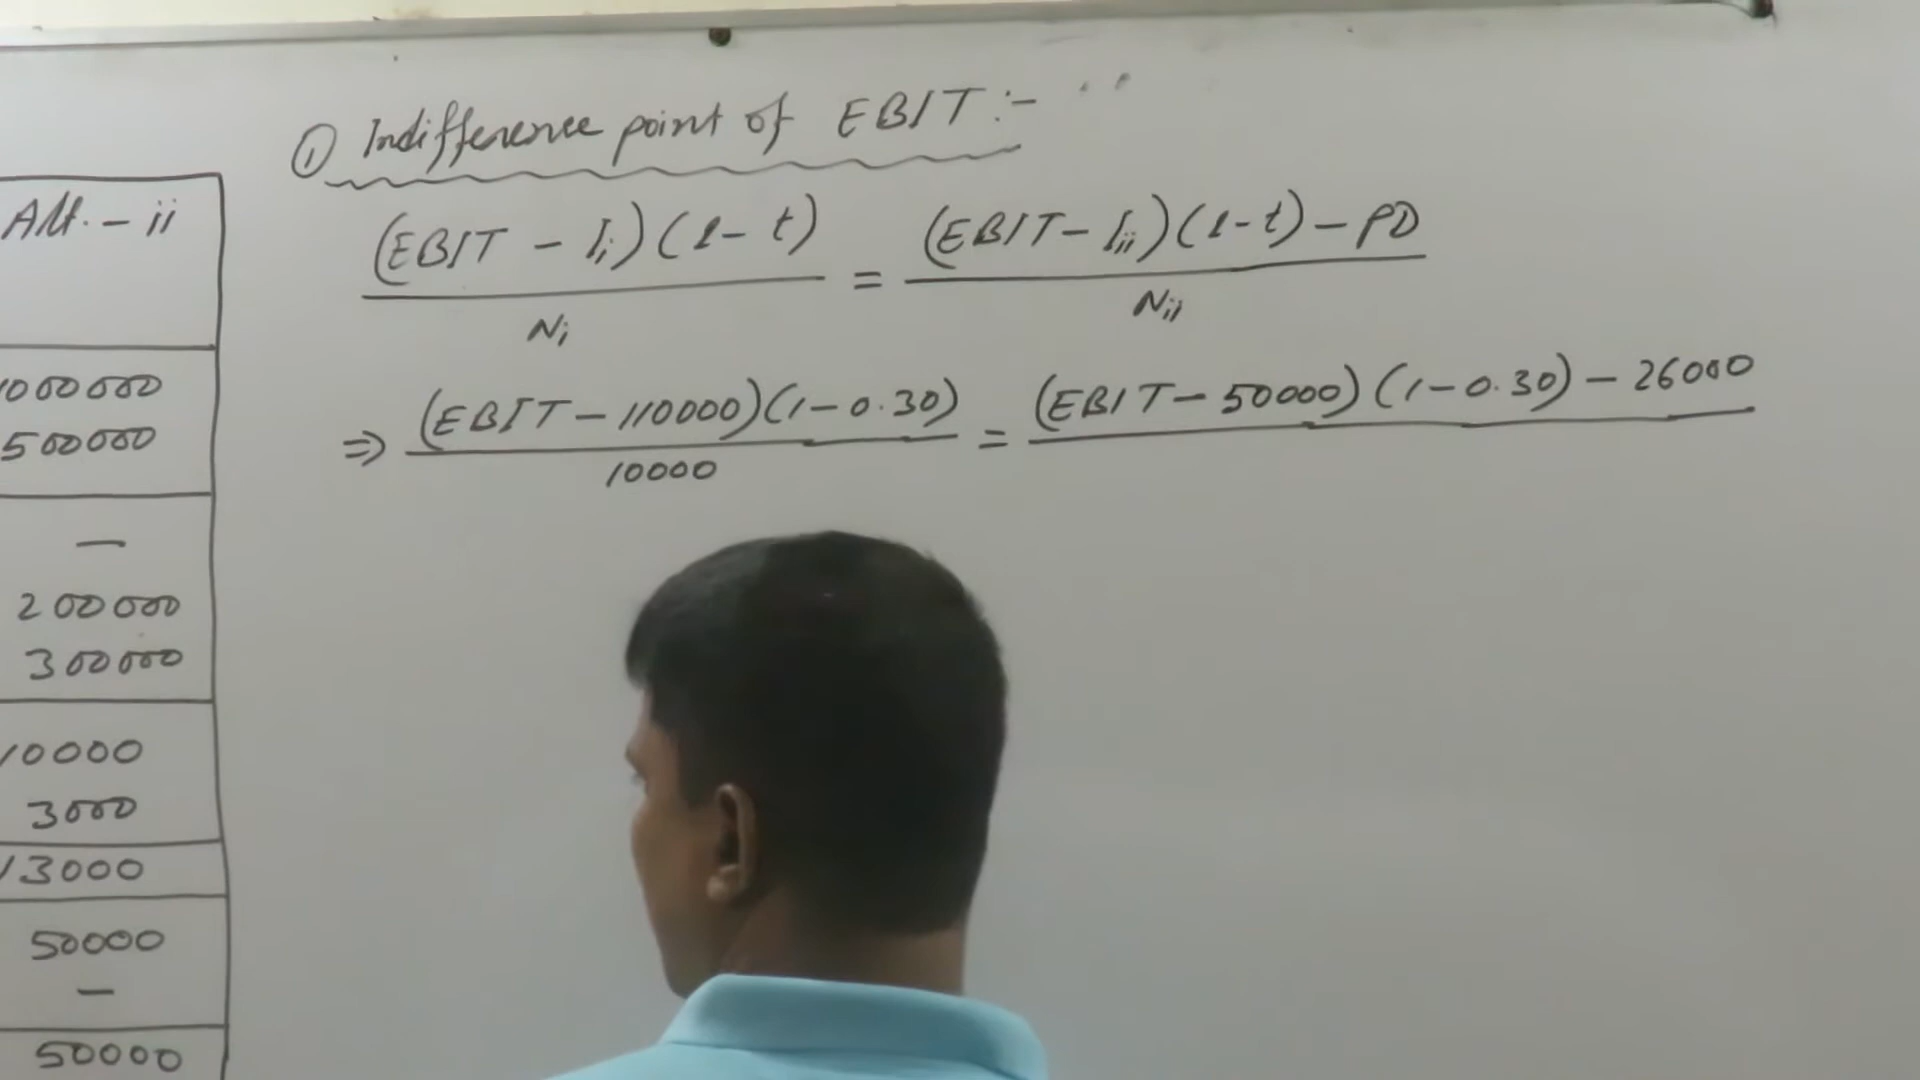 Alt. - ii
1000000
500000
—
200000
300000
10000
3000
13000
50000
—
50000
① Indifference point of EBIT :-
(EBIT - Ii)(1 - t) / Ni = (EBIT - Iii)(1 - t) - PD / Nii
⇒ (EBIT - 110000)(1 - 0.30) / 10000 = (EBIT - 50000)(1 - 0.30) - 26000